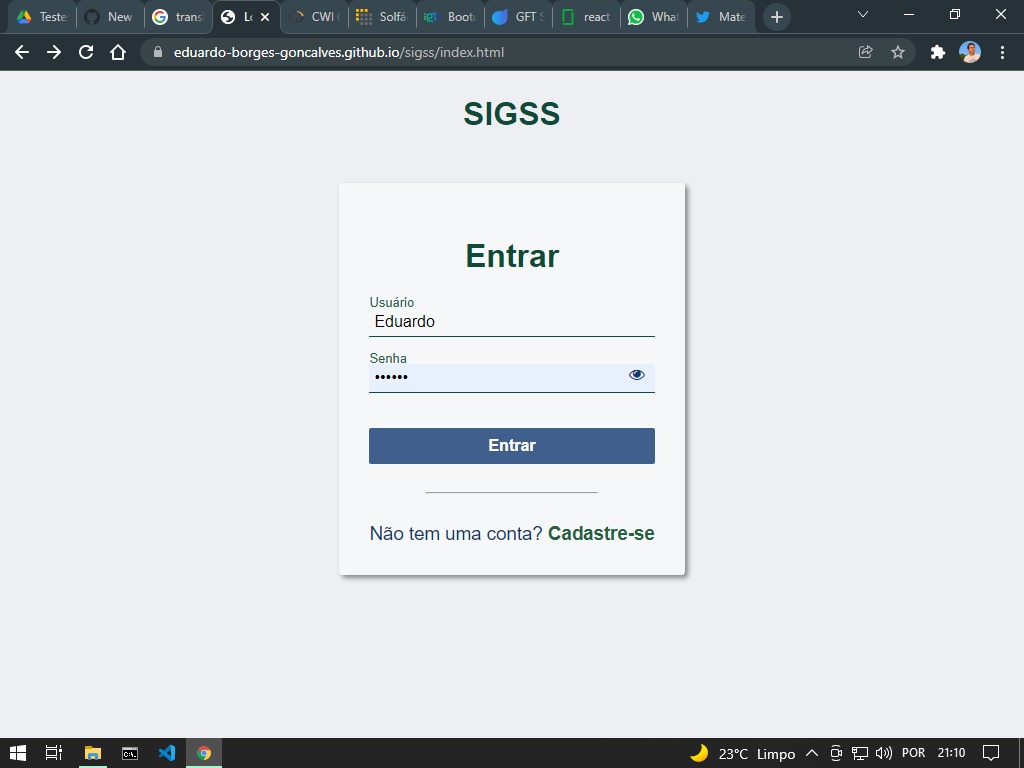 Teste
New
trans
Lo
CWI
Solfá
igt Boot
GFT S
react
What
Mate
eduardo-borges-goncalves.github.io/sigss/index.html
SIGSS
Entrar
Usuário
Eduardo
Senha
••••••
Entrar
Não tem uma conta? Cadastre-se
23°C Limpo POR 21:10